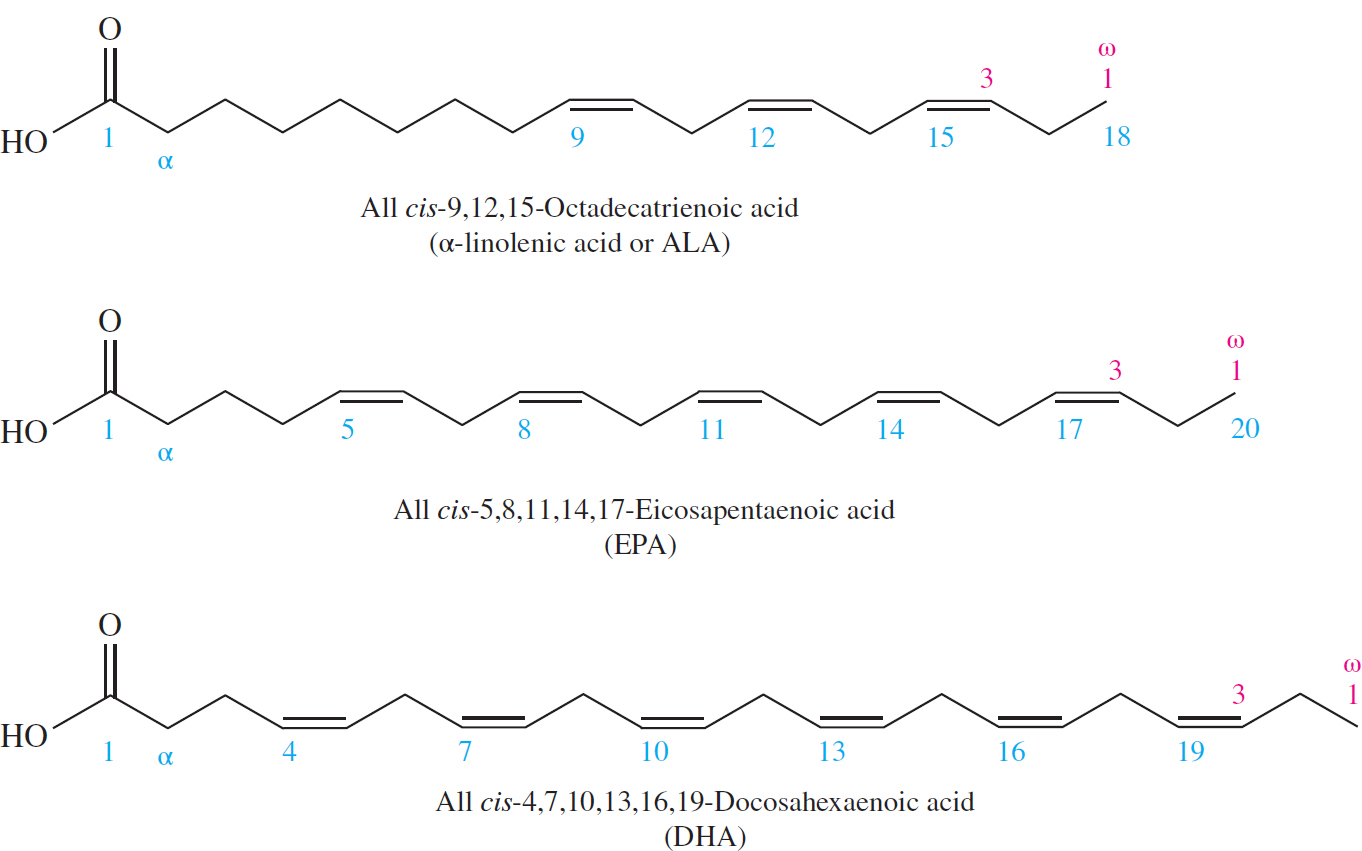 O
ω
3 1
HO 1 9 12 15 18
α
All cis-9,12,15-Octadecatrienoic acid
(α-linolenic acid or ALA)
O
ω
3 1
HO 1 5 8 11 14 17 20
α
All cis-5,8,11,14,17-Eicosapentaenoic acid
(EPA)
O
ω
3 1
HO 1 α 4 7 10 13 16 19
All cis-4,7,10,13,16,19-Docosahexaenoic acid
(DHA)